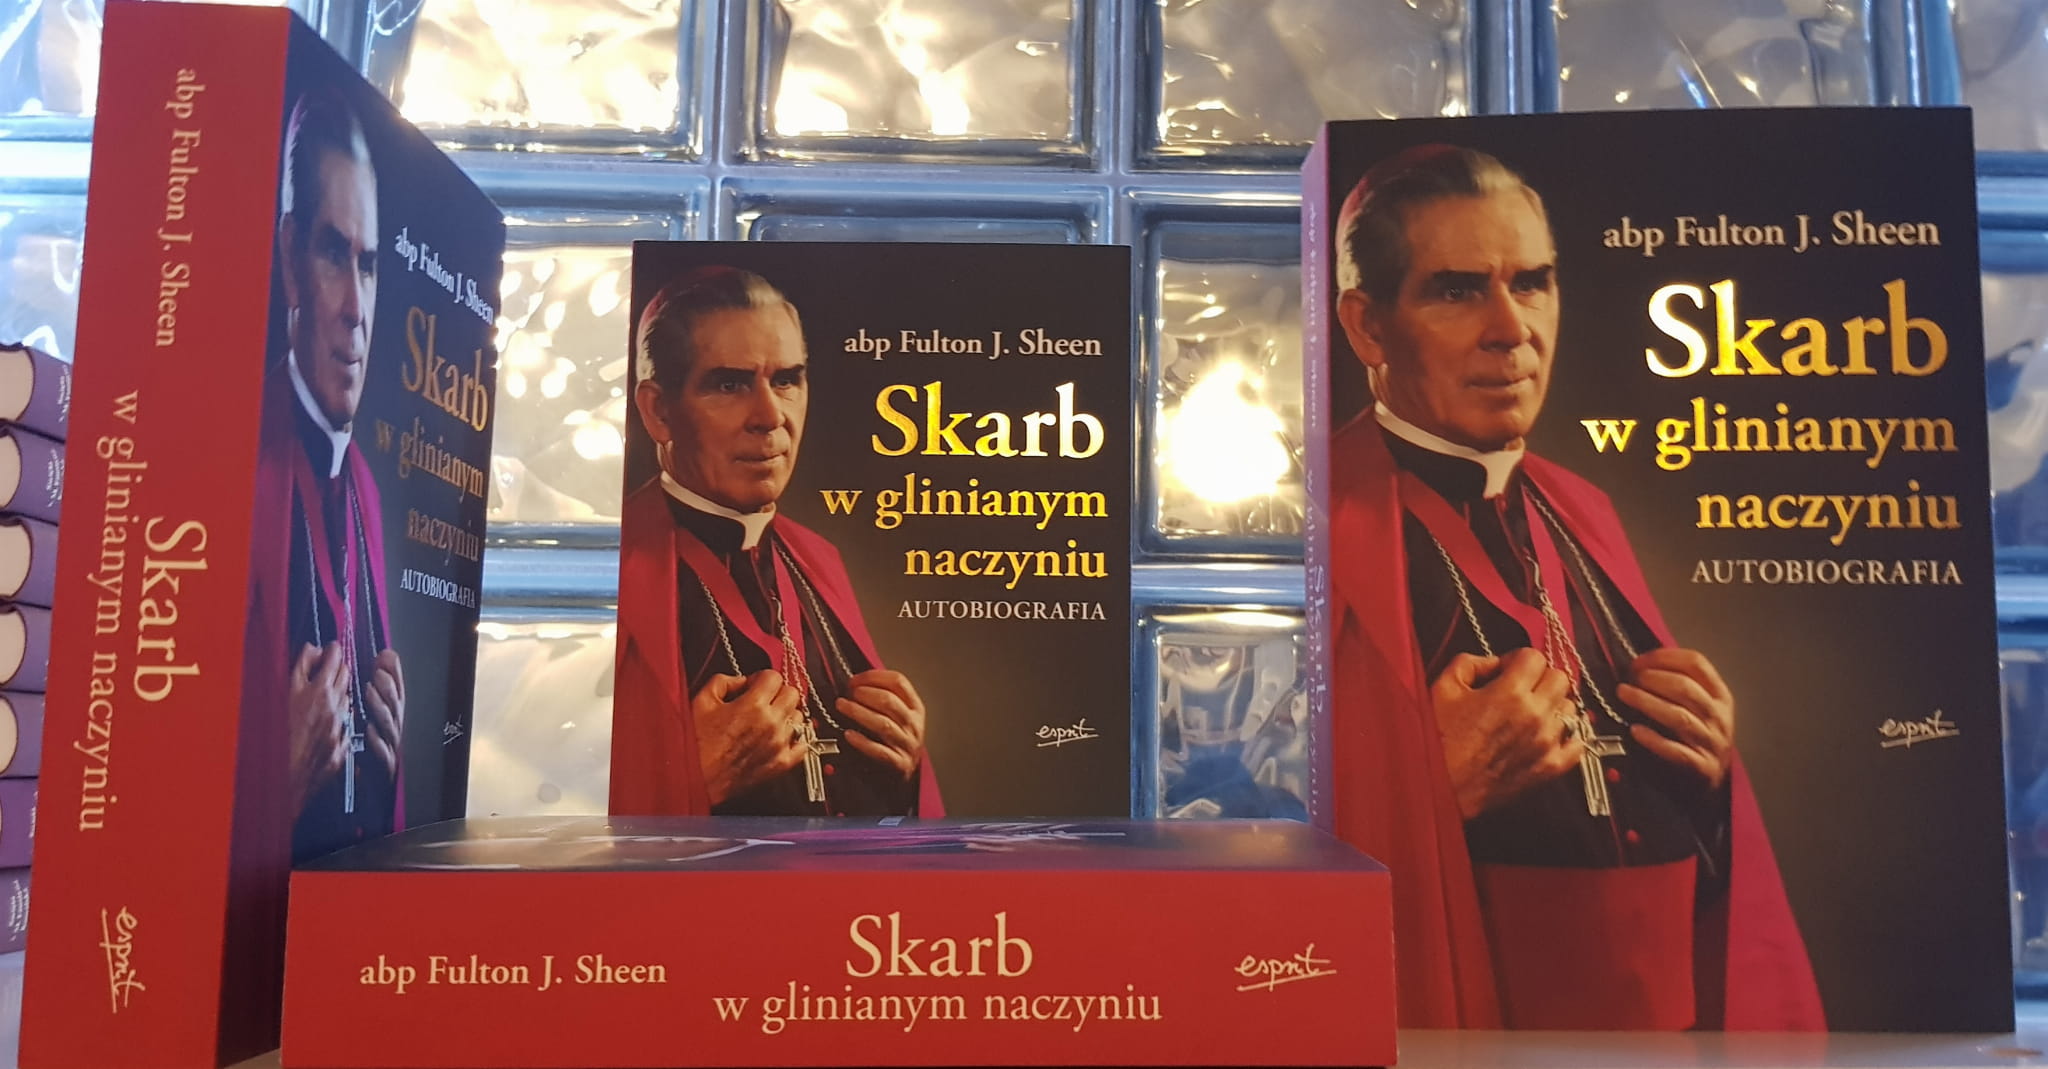 abp Fulton J. Sheen
Skarb
w glinianym naczyniu
esprit
abp Fulton J. Sheen
Skarb
w glinianym
naczyniu
AUTOBIOGRAFIA
esprit
abp Fulton J. Sheen
Skarb
w glinianym
naczyniu
AUTOBIOGRAFIA
esprit
abp Fulton J. Sheen
Skarb
w glinianym
naczyniu
AUTOBIOGRAFIA
esprit
abp Fulton J. Sheen
Skarb
w glinianym naczyniu
esprit